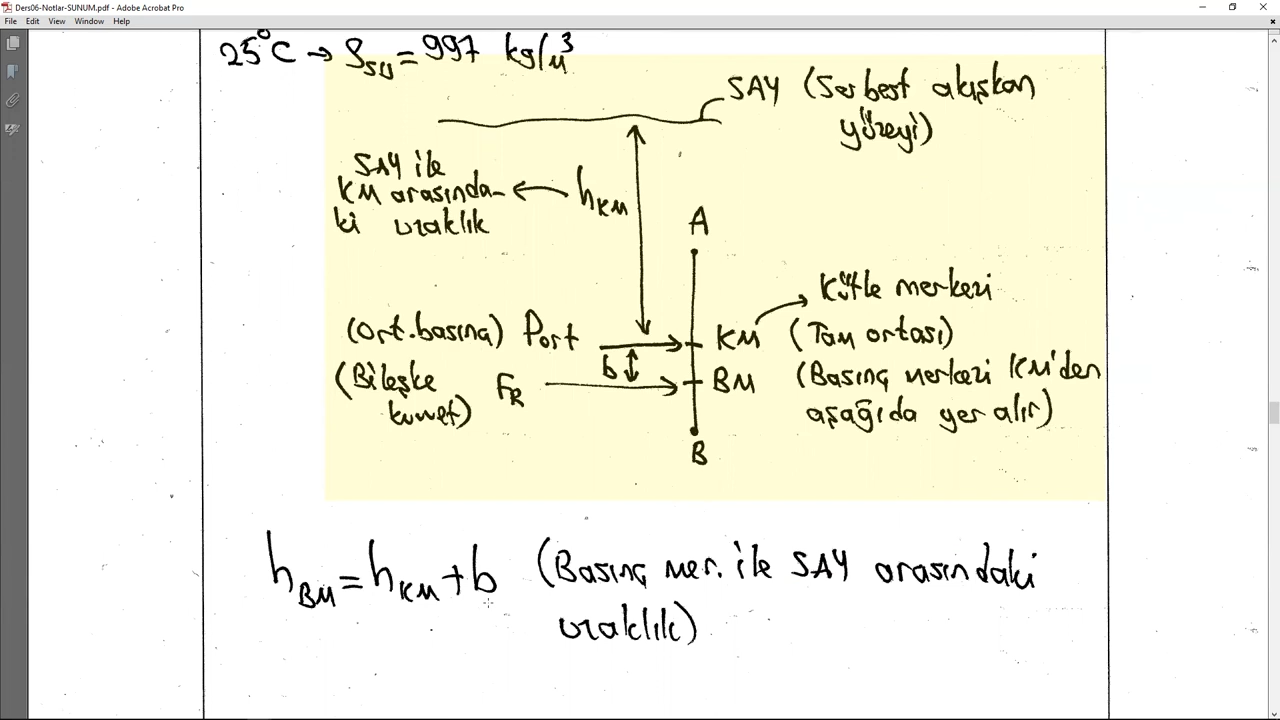 Ders06-Notlar-SUNUM.pdf - Adobe Acrobat Pro
File Edit View Window Help
25°C → ρsu = 997 kg/m³
SAY (Serbest akışkan
yüzeyi)
SAY ile
KM arasında-
ki uzaklık
hKM
A
Kütle merkezi
(Ort. basınç) Port
KM (Tam ortası)
b
(Bileşke
kuvvet)
FR
BM (Basınç merkezi KM'den
aşağıda yer alır)
B
hBM = hKM + b (Basınç mer. ile SAY arasındaki
uzaklık)